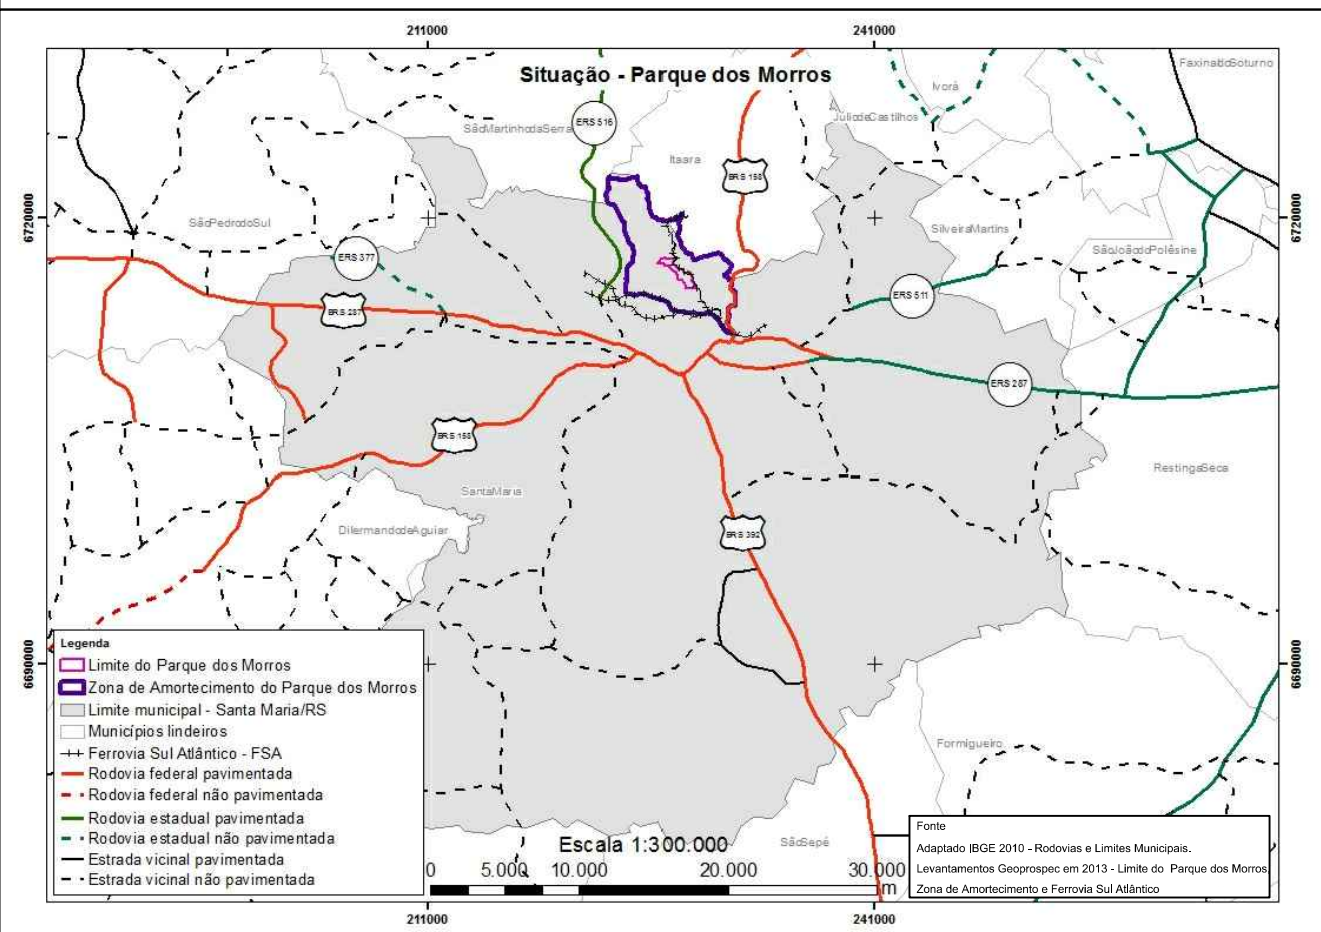 211000
241000
Situação - Parque dos Morros
FaxinaldoSoturno
Ivorá
JúliodeCastilhos
SãoMartinhodaSerra
ERS 516
Itaara
BRS 158
6720000
6720000
SãoPedrodoSul
SilveiraMartins
SãoJoãodoPolêsine
ERS 377
ERS 511
BRS 287
ERS 287
BRS 158
RestingaSeca
SantaMaria
DilermandodeAguiar
BRS 392
6690000
6690000
Legenda
Limite do Parque dos Morros
Zona de Amortecimento do Parque dos Morros
Limite municipal - Santa Maria/RS
Municípios lindeiros
Ferrovia Sul Atlântico - FSA
Rodovia federal pavimentada
Rodovia federal não pavimentada
Rodovia estadual pavimentada
Rodovia estadual não pavimentada
Estrada vicinal pavimentada
Estrada vicinal não pavimentada
Formigueiro
SãoSepé
Escala 1:300.000
0 5.000 10.000 20.000 30.000
m
Fonte
Adaptado IBGE 2010 - Rodovias e Limites Municipais.
Levantamentos Geoprospec em 2013 - Limite do Parque dos Morros,
Zona de Amortecimento e Ferrovia Sul Atlântico
211000
241000